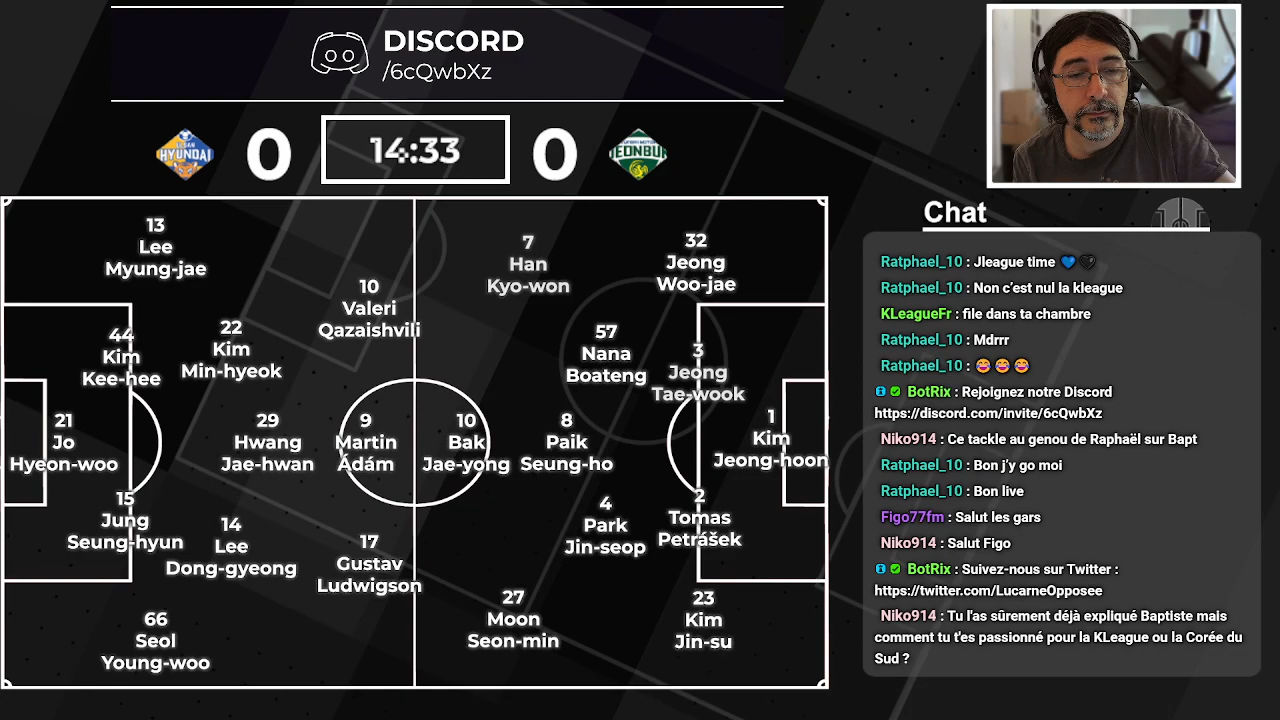 DISCORD
/6cQwbXz
HYUNDAI
0
14:33
0
Chat
13
Lee
Myung-jae
7
Han
Kyo-won
32
Jeong
Woo-jae
10
Valeri
Qazaishvili
44
Kim
Kee-hee
22
Kim
Min-hyeok
57
Nana
Boateng
3
Jeong
Tae-wook
21
Jo
Hyeon-woo
29
Hwang
Jae-hwan
9
Martin
Ádám
10
Bak
Jae-yong
8
Paik
Seung-ho
1
Kim
Jeong-hoon
15
Jung
Seung-hyun
14
Lee
Dong-gyeong
17
Gustav
Ludwigson
4
Park
Jin-seop
2
Tomas
Petrášek
66
Seol
Young-woo
27
Moon
Seon-min
23
Kim
Jin-su
Ratphael_10 : Jleague time 💙🖤
Ratphael_10 : Non c'est nul la kleague
KLeagueFr : file dans ta chambre
Ratphael_10 : Mdrrr
Ratphael_10 : 😂 😂 😂
BotRix : Rejoignez notre Discord
https://discord.com/invite/6cQwbXz
Niko914 : Ce tackle au genou de Raphaël sur Bapt
Ratphael_10 : Bon j'y go moi
Ratphael_10 : Bon live
Figo77fm : Salut les gars
Niko914 : Salut Figo
BotRix : Suivez-nous sur Twitter :
https://twitter.com/LucarneOpposee
Niko914 : Tu l'as sûrement déjà expliqué Baptiste mais
comment tu t'es passionné pour la KLeague ou la Corée du
Sud ?